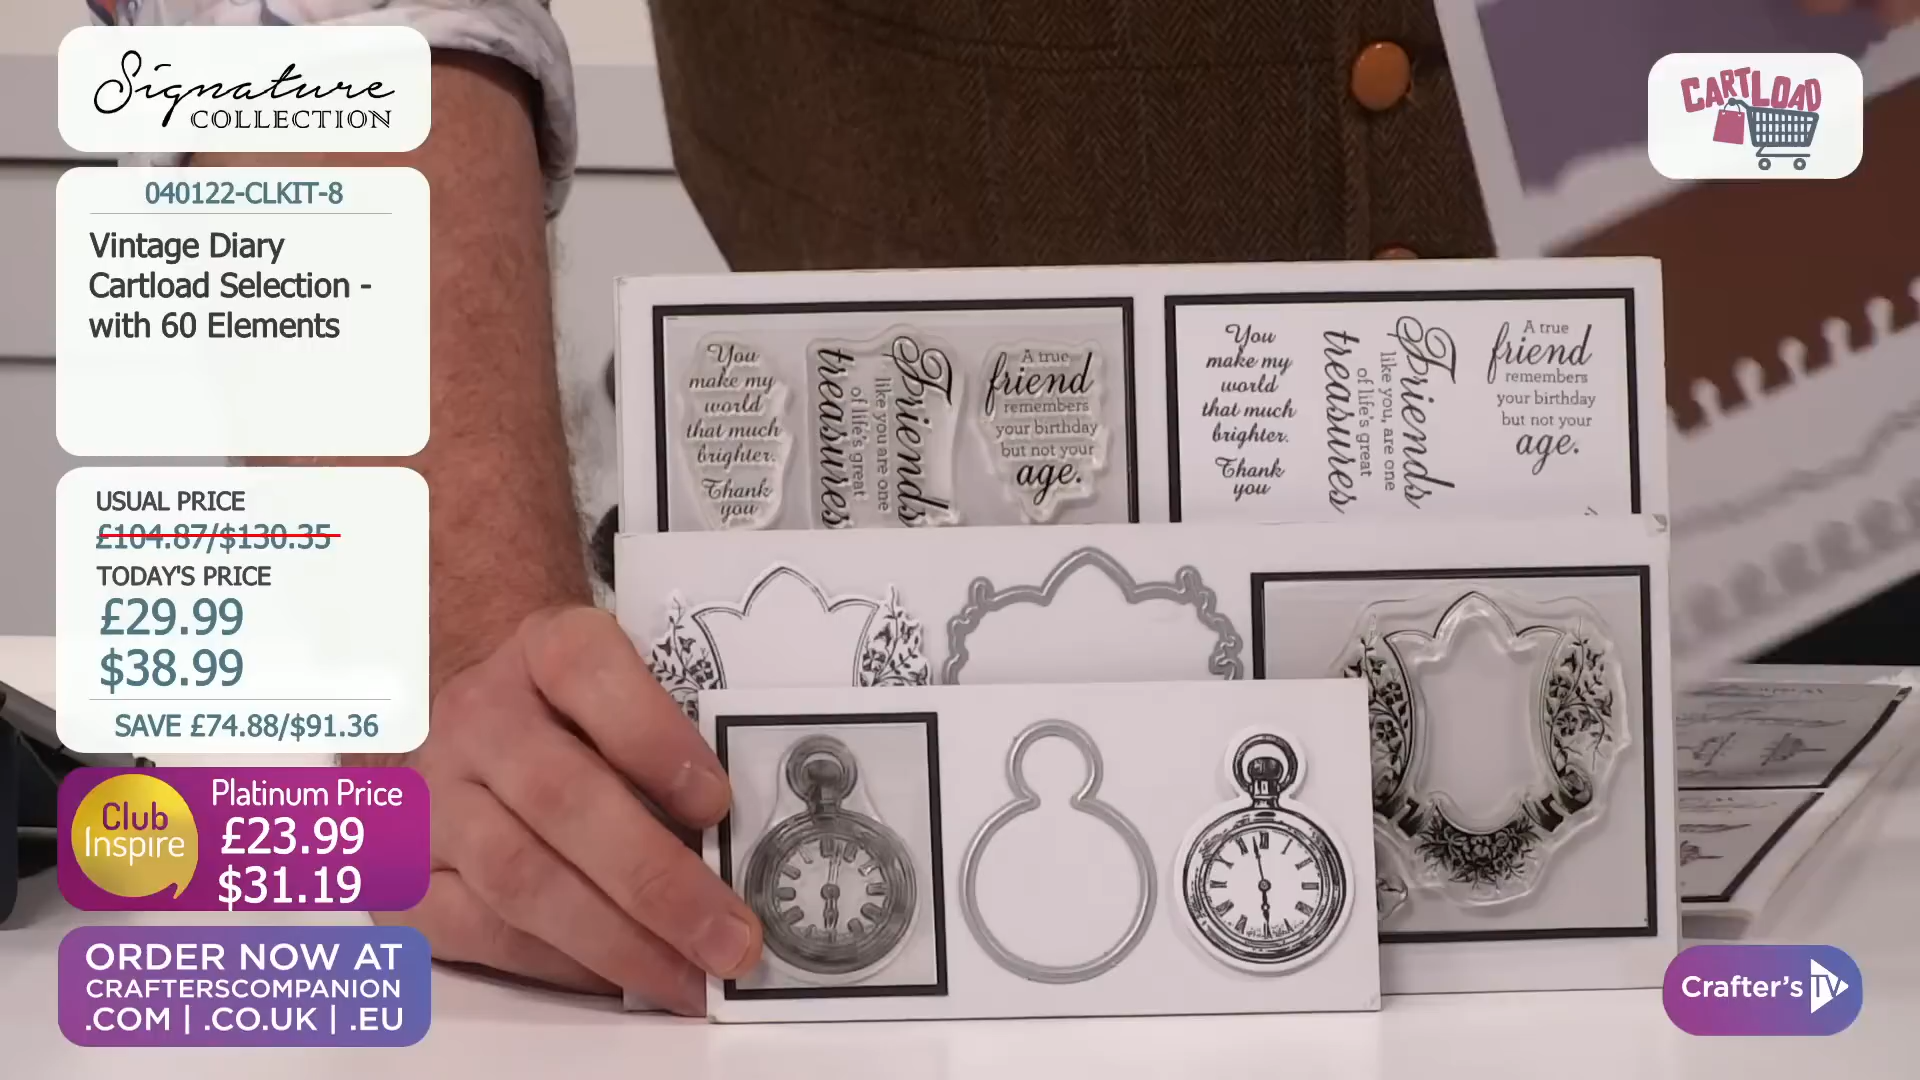 Signature
COLLECTION
040122-CLKIT-8
Vintage Diary
Cartload Selection -
with 60 Elements
USUAL PRICE
£104.87/$130.35
TODAY'S PRICE
£29.99
$38.99
SAVE £74.88/$91.36
Club
Inspire
Platinum Price
£23.99
$31.19
ORDER NOW AT
CRAFTERSCOMPANION
.COM | .CO.UK | .EU
CARTLOAD
You
make my
world
that much
brighter.
Thank
you
Friends
like you are one
of life's great
treasures
A true
friend
remembers
your birthday
but not your
age.
You
make my
world
that much
brighter.
Thank
you
Friends
like you, are one
of life's great
treasures
A true
friend
remembers
your birthday
but not your
age.
Crafter's TV